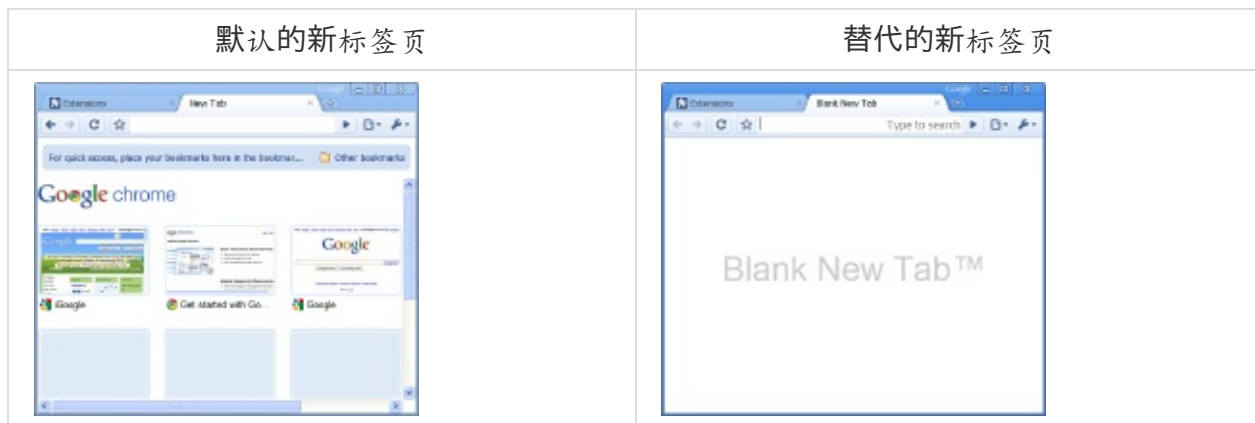 默认的新标签页
替代的新标签页
Extensions
New Tab
For quick access, place your bookmarks here in the bookmar...
Other bookmarks
Google chrome
Google
iGoogle
Get started with Go...
Google
Extensions
Blank New Tab
Type to search
Blank New Tab™